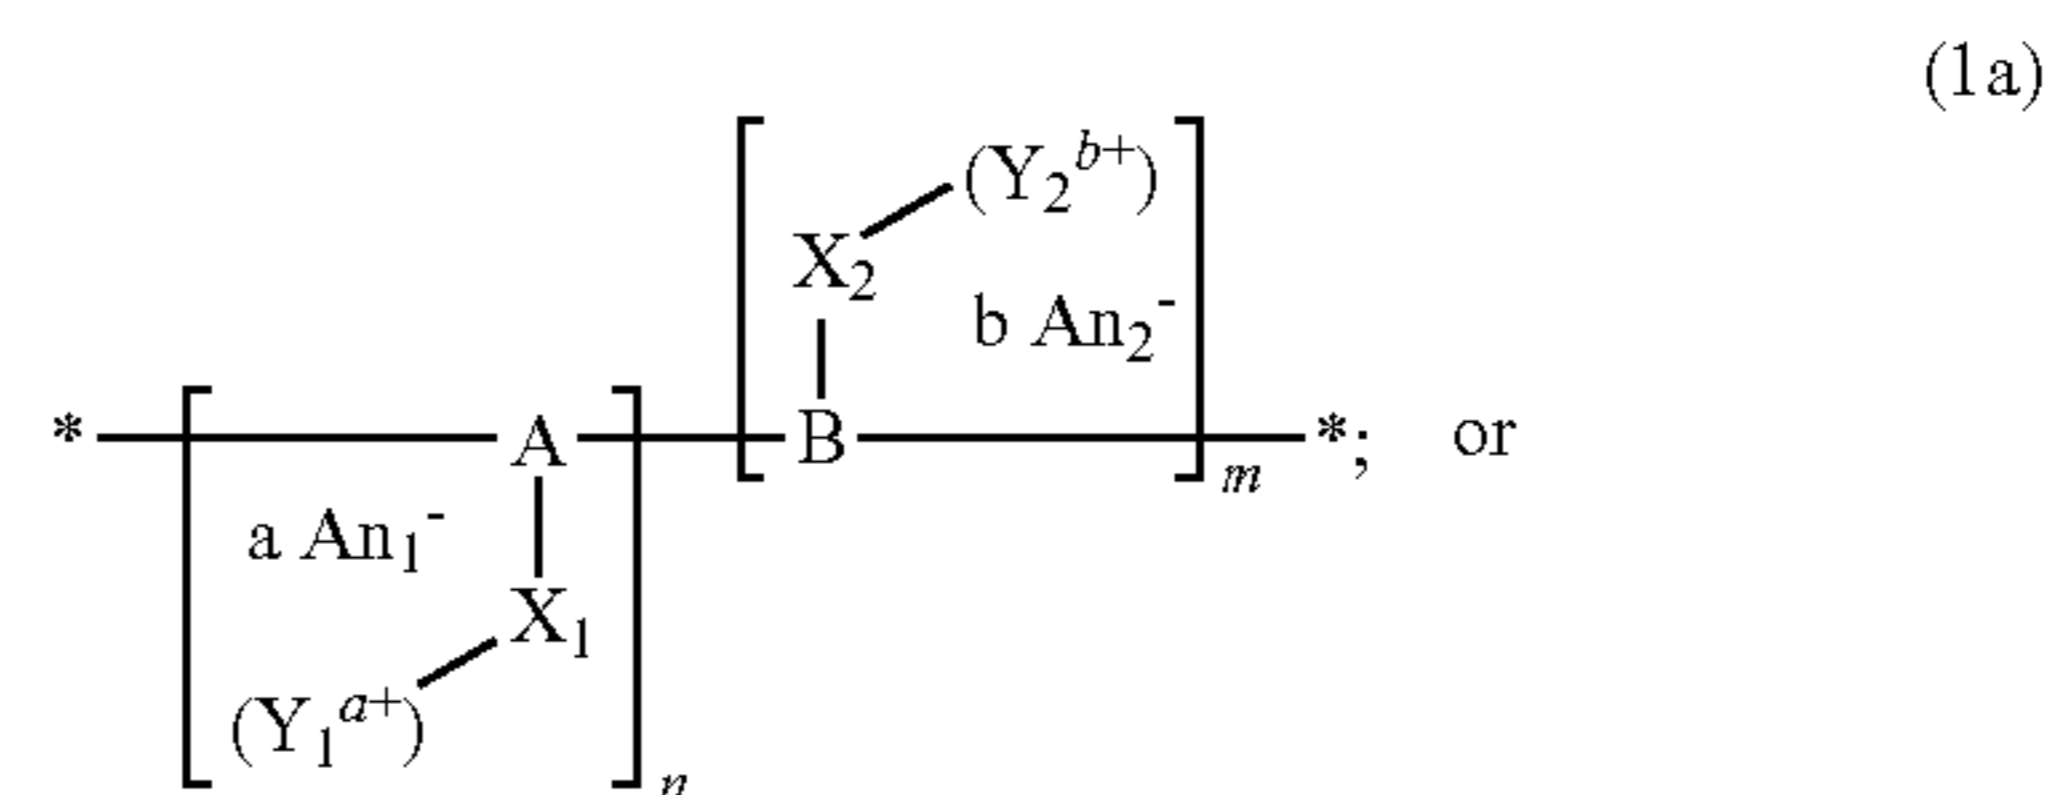 (1a)
(Y₂ᵇ⁺)
X₂
b An₂⁻
* A B *; or
m
a An₁⁻
X₁
(Y₁ᵃ⁺)
n